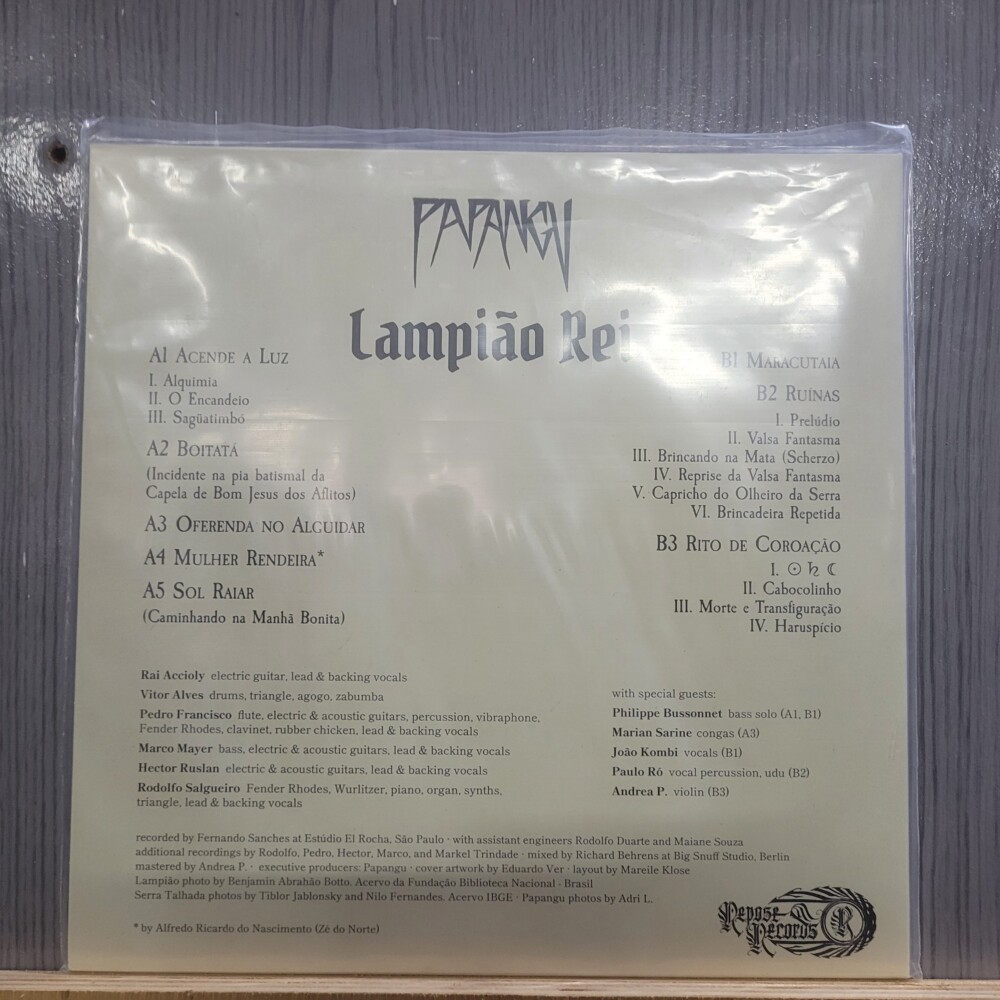 PAPANGU
Lampião Rei
A1 Acende a Luz
I. Alquimia
II. O Encandeio
III. Sagüatimbó
A2 Boitatá
(Incidente na pia batismal da
Capela de Bom Jesus dos Aflitos)
A3 Oferenda no Alguidar
A4 Mulher Rendeira*
A5 Sol Raiar
(Caminhando na Manhã Bonita)
B1 Maracutaia
B2 Ruínas
I. Prelúdio
II. Valsa Fantasma
III. Brincando na Mata (Scherzo)
IV. Reprise da Valsa Fantasma
V. Capricho do Olheiro da Serra
VI. Brincadeira Repetida
B3 Rito de Coroação
I. ☉ ♄ ☾
II. Cabocolinho
III. Morte e Transfiguração
IV. Haruspício
Rai Accioly electric guitar, lead & backing vocals
Vitor Alves drums, triangle, agogo, zabumba
Pedro Francisco flute, electric & acoustic guitars, percussion, vibraphone,
Fender Rhodes, clavinet, rubber chicken, lead & backing vocals
Marco Mayer bass, electric & acoustic guitars, lead & backing vocals
Hector Ruslan electric & acoustic guitars, lead & backing vocals
Rodolfo Salgueiro Fender Rhodes, Wurlitzer, piano, organ, synths,
triangle, lead & backing vocals
with special guests:
Philippe Bussonnet bass solo (A1, B1)
Marian Sarine congas (A3)
João Kombi vocals (B1)
Paulo Rô vocal percussion, udu (B2)
Andrea P. violin (B3)
recorded by Fernando Sanches at Estúdio El Rocha, São Paulo · with assistant engineers Rodolfo Duarte and Maiane Souza
additional recordings by Rodolfo, Pedro, Hector, Marco, and Markel Trindade · mixed by Richard Behrens at Big Snuff Studio, Berlin
mastered by Andrea P. · executive producers: Papangu · cover artwork by Eduardo Ver · layout by Mareile Klose
Lampião photo by Benjamin Abrahão Botto. Acervo da Fundação Biblioteca Nacional - Brasil
Serra Talhada photos by Tiblor Jablonsky and Nilo Fernandes. Acervo IBGE · Papangu photos by Adri L.
* by Alfredo Ricardo do Nascimento (Zé do Norte)
Repose
Records
R